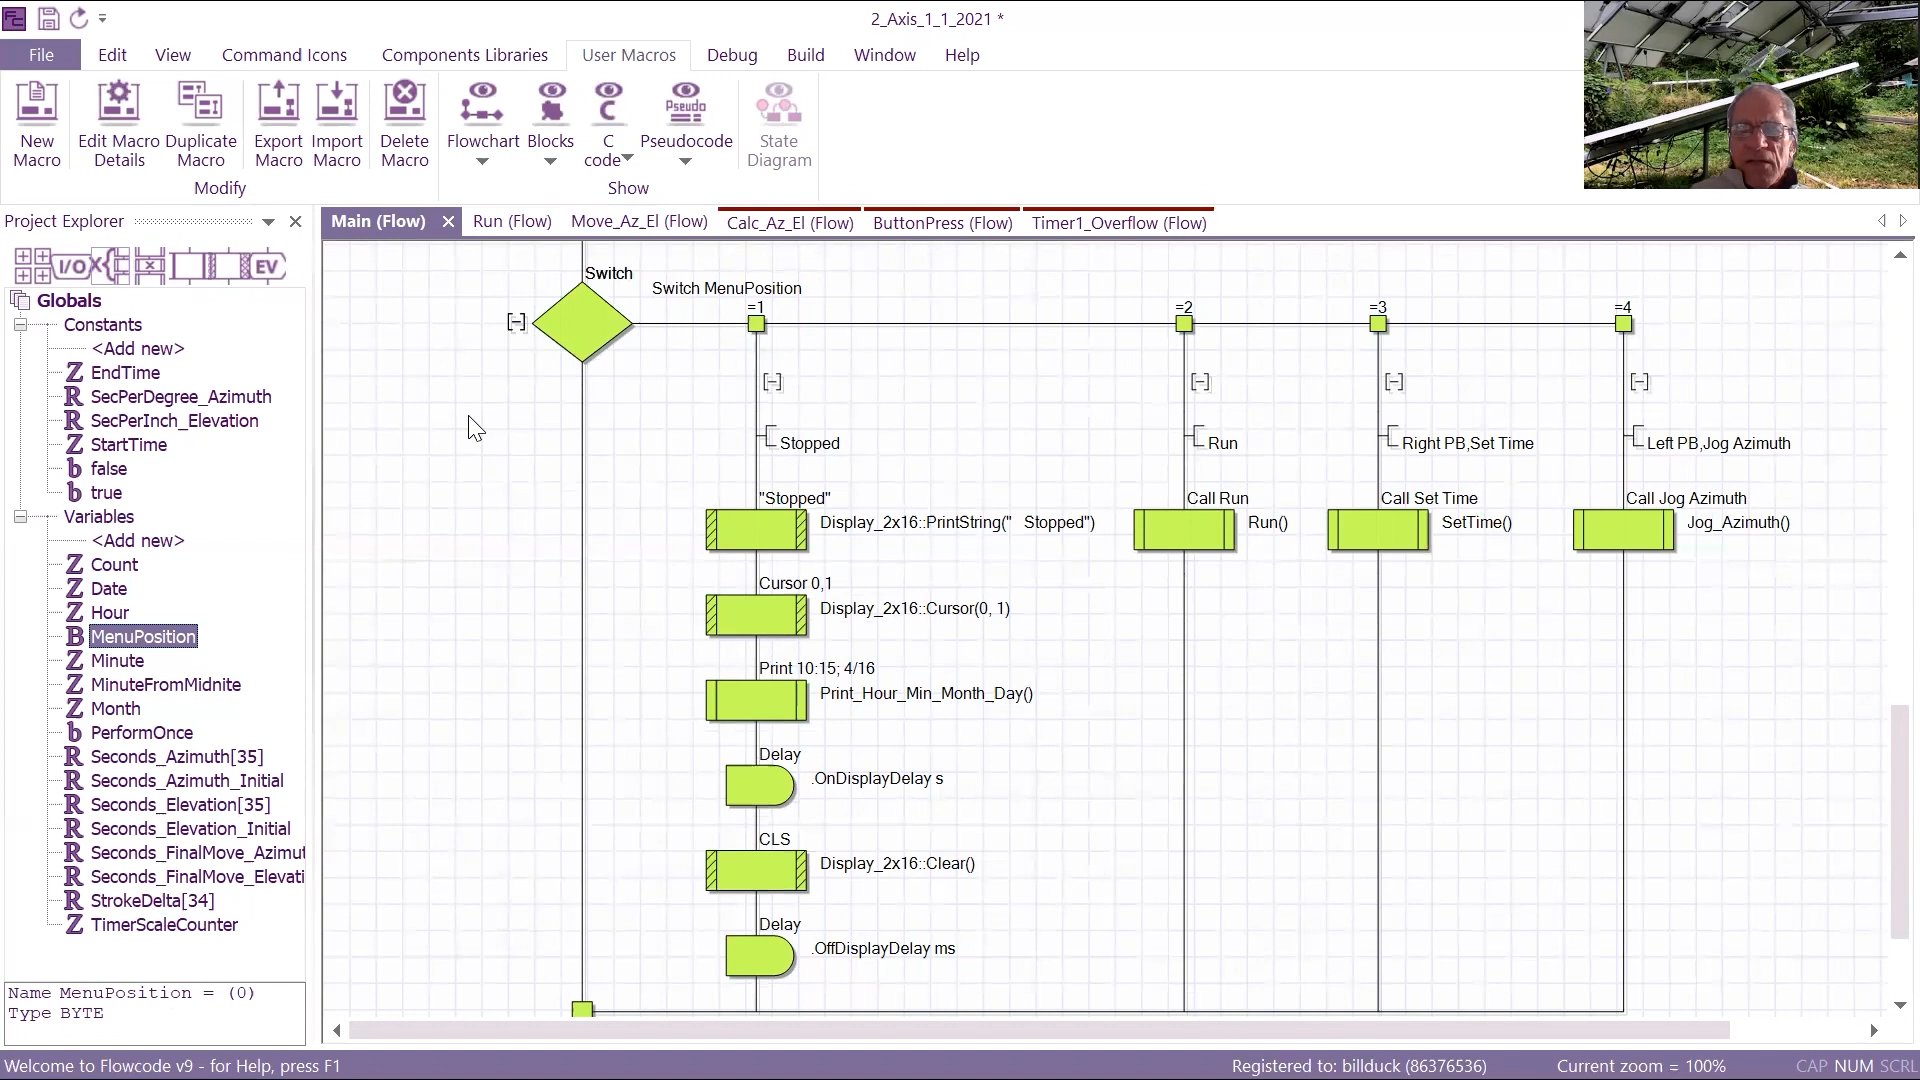 FC
2_Axis_1_1_2021 *
File Edit View Command Icons Components Libraries User Macros Debug Build Window Help
New Macro
Edit Macro Details
Duplicate Macro
Export Macro
Import Macro
Delete Macro
Flowchart
Blocks
C code
Pseudo
Pseudocode
State Diagram
Modify
Show
Project Explorer
I/O
X
EV
Globals
Constants
<Add new>
Z EndTime
R SecPerDegree_Azimuth
R SecPerInch_Elevation
Z StartTime
b false
b true
Variables
<Add new>
Z Count
Z Date
Z Hour
B MenuPosition
Z Minute
Z MinuteFromMidnite
Z Month
b PerformOnce
R Seconds_Azimuth[35]
R Seconds_Azimuth_Initial
R Seconds_Elevation[35]
R Seconds_Elevation_Initial
R Seconds_FinalMove_Azimut
R Seconds_FinalMove_Elevati
R StrokeDelta[34]
Z TimerScaleCounter
Name MenuPosition = (0)
Type BYTE
Main (Flow) Run (Flow) Move_Az_El (Flow) Calc_Az_El (Flow) ButtonPress (Flow) Timer1_Overflow (Flow)
Switch
Switch MenuPosition
=1 =2 =3 =4
Stopped
Run
Right PB,Set Time
Left PB,Jog Azimuth
"Stopped"
Display_2x16::PrintString("   Stopped")
Call Run
Run()
Call Set Time
SetTime()
Call Jog Azimuth
Jog_Azimuth()
Cursor 0,1
Display_2x16::Cursor(0, 1)
Print 10:15; 4/16
Print_Hour_Min_Month_Day()
Delay
.OnDisplayDelay s
CLS
Display_2x16::Clear()
Delay
.OffDisplayDelay ms
Welcome to Flowcode v9 - for Help, press F1
Registered to: billduck (86376536)
Current zoom = 100%
CAP NUM SCRL